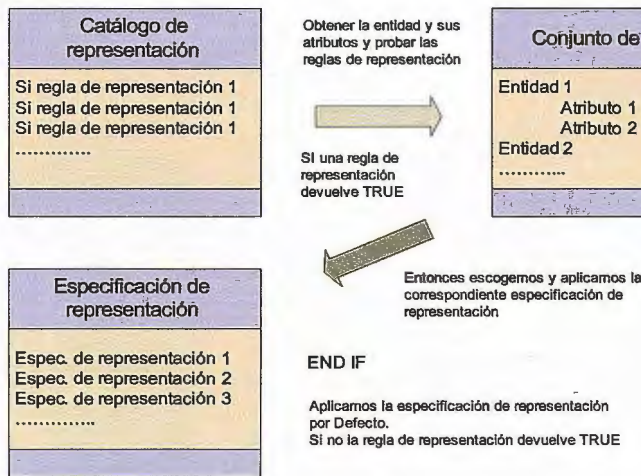 Catálogo de
representación
Si regla de representación 1
Si regla de representación 1
Si regla de representación 1
.............
Obtener la entidad y sus
atributos y probar las
reglas de representación
SI una regla de
representación
devuelve TRUE
Conjunto de
Entidad 1
Atributo 1
Atributo 2
Entidad 2
............
Entonces escogemos y aplicamos la
correspondiente especificación de
representación
Especificación de
representación
Espec. de representación 1
Espec. de representación 2
Espec. de representación 3
..............
END IF
Aplicamos la especificación de representación
por Defecto.
Si no la regla de representación devuelve TRUE